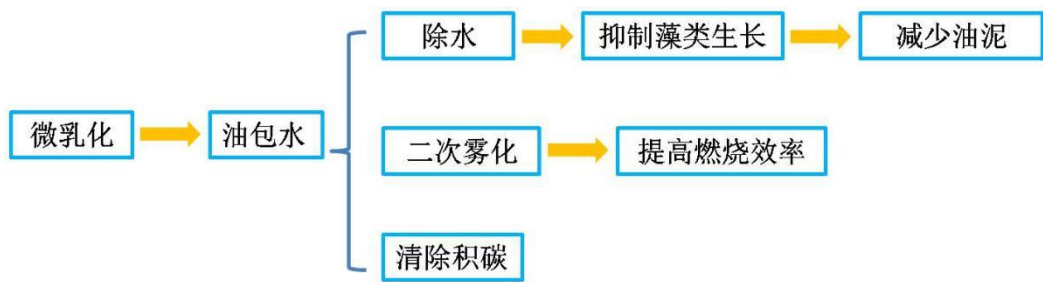 除水
抑制藻类生长
减少油泥
微乳化
油包水
二次雾化
提高燃烧效率
清除积碳